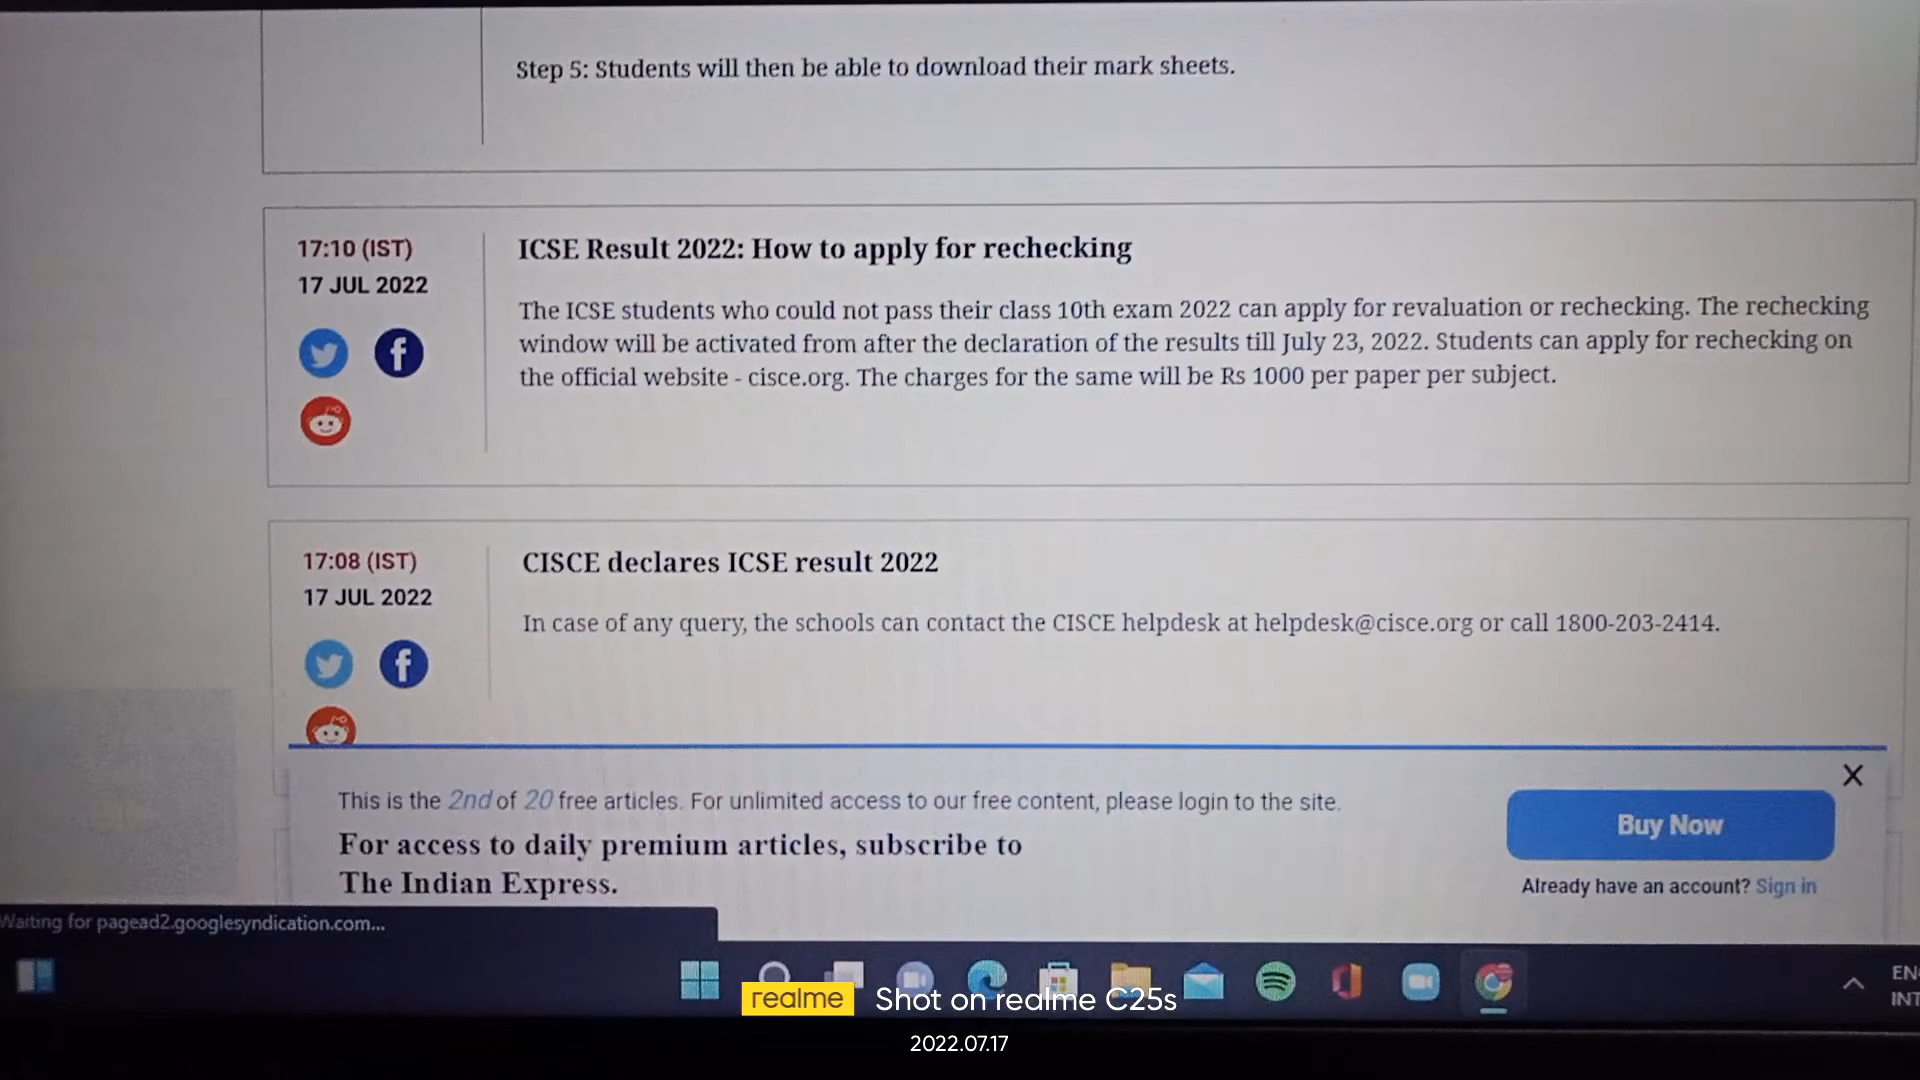 Step 5: Students will then be able to download their mark sheets.
17:10 (IST)
17 JUL 2022
ICSE Result 2022: How to apply for rechecking
The ICSE students who could not pass their class 10th exam 2022 can apply for revaluation or rechecking. The rechecking
window will be activated from after the declaration of the results till July 23, 2022. Students can apply for rechecking on
the official website - cisce.org. The charges for the same will be Rs 1000 per paper per subject.
17:08 (IST)
17 JUL 2022
CISCE declares ICSE result 2022
In case of any query, the schools can contact the CISCE helpdesk at helpdesk@cisce.org or call 1800-203-2414.
This is the 2nd of 20 free articles. For unlimited access to our free content, please login to the site.
For access to daily premium articles, subscribe to
The Indian Express.
X
Buy Now
Already have an account? Sign in
Waiting for pagead2.googlesyndication.com...
EN
INT
realme Shot on realme C25s
2022.07.17